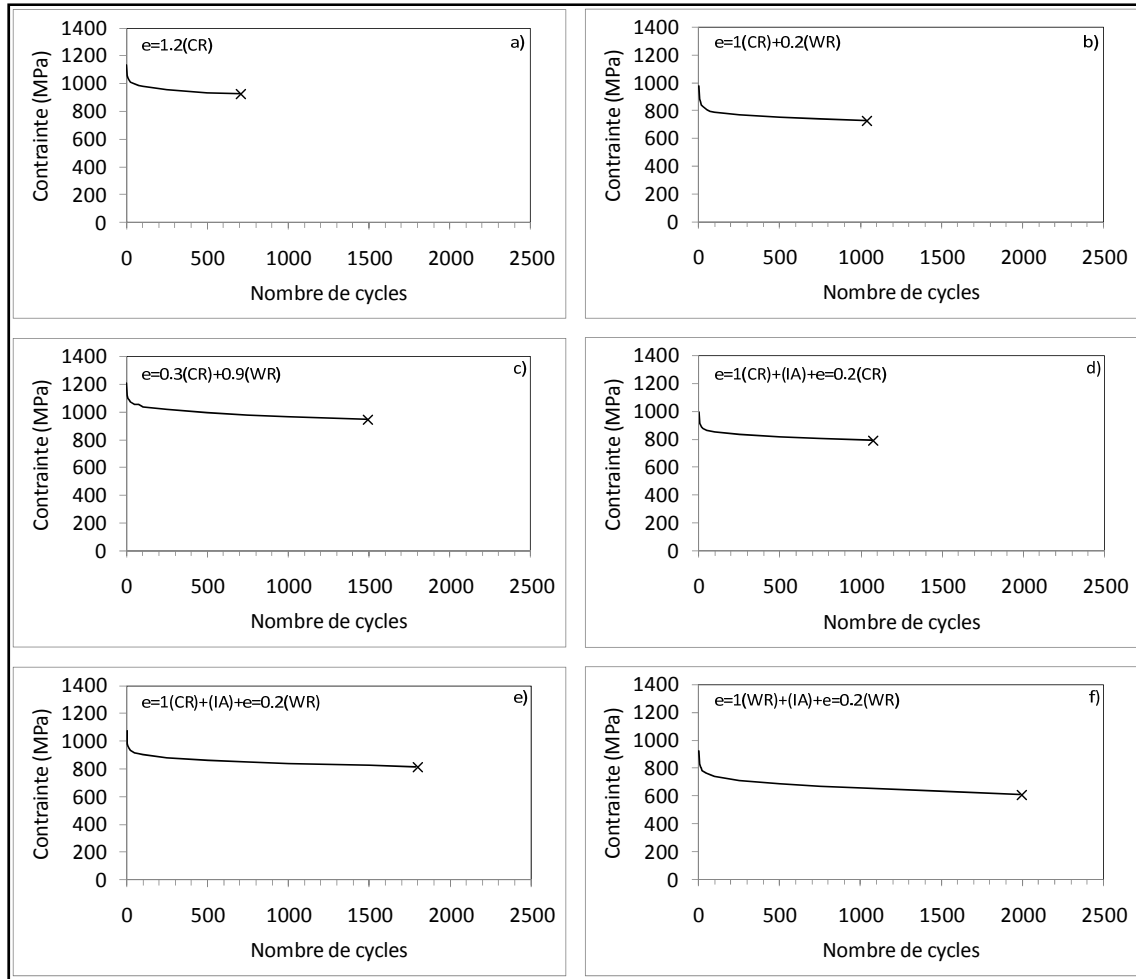 e=1.2(CR)
a)
Contrainte (MPa)
1400
1200
1000
800
600
400
200
0
0 500 1000 1500 2000 2500
Nombre de cycles
e=1(CR)+0.2(WR)
b)
Contrainte (MPa)
1400
1200
1000
800
600
400
200
0
0 500 1000 1500 2000 2500
Nombre de cycles
e=0.3(CR)+0.9(WR)
c)
Contrainte (MPa)
1400
1200
1000
800
600
400
200
0
0 500 1000 1500 2000 2500
Nombre de cycles
e=1(CR)+(IA)+e=0.2(CR)
d)
Contrainte (MPa)
1400
1200
1000
800
600
400
200
0
0 500 1000 1500 2000 2500
Nombre de cycles
e=1(CR)+(IA)+e=0.2(WR)
e)
Contrainte (MPa)
1400
1200
1000
800
600
400
200
0
0 500 1000 1500 2000 2500
Nombre de cycles
e=1(WR)+(IA)+e=0.2(WR)
f)
Contrainte (MPa)
1400
1200
1000
800
600
400
200
0
0 500 1000 1500 2000 2500
Nombre de cycles